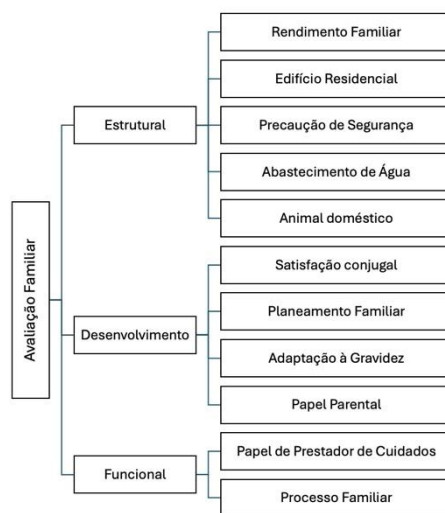 Avaliação Familiar
Estrutural
Rendimento Familiar
Edifício Residencial
Precaução de Segurança
Abastecimento de Água
Animal doméstico
Desenvolvimento
Satisfação conjugal
Planeamento Familiar
Adaptação à Gravidez
Papel Parental
Funcional
Papel de Prestador de Cuidados
Processo Familiar